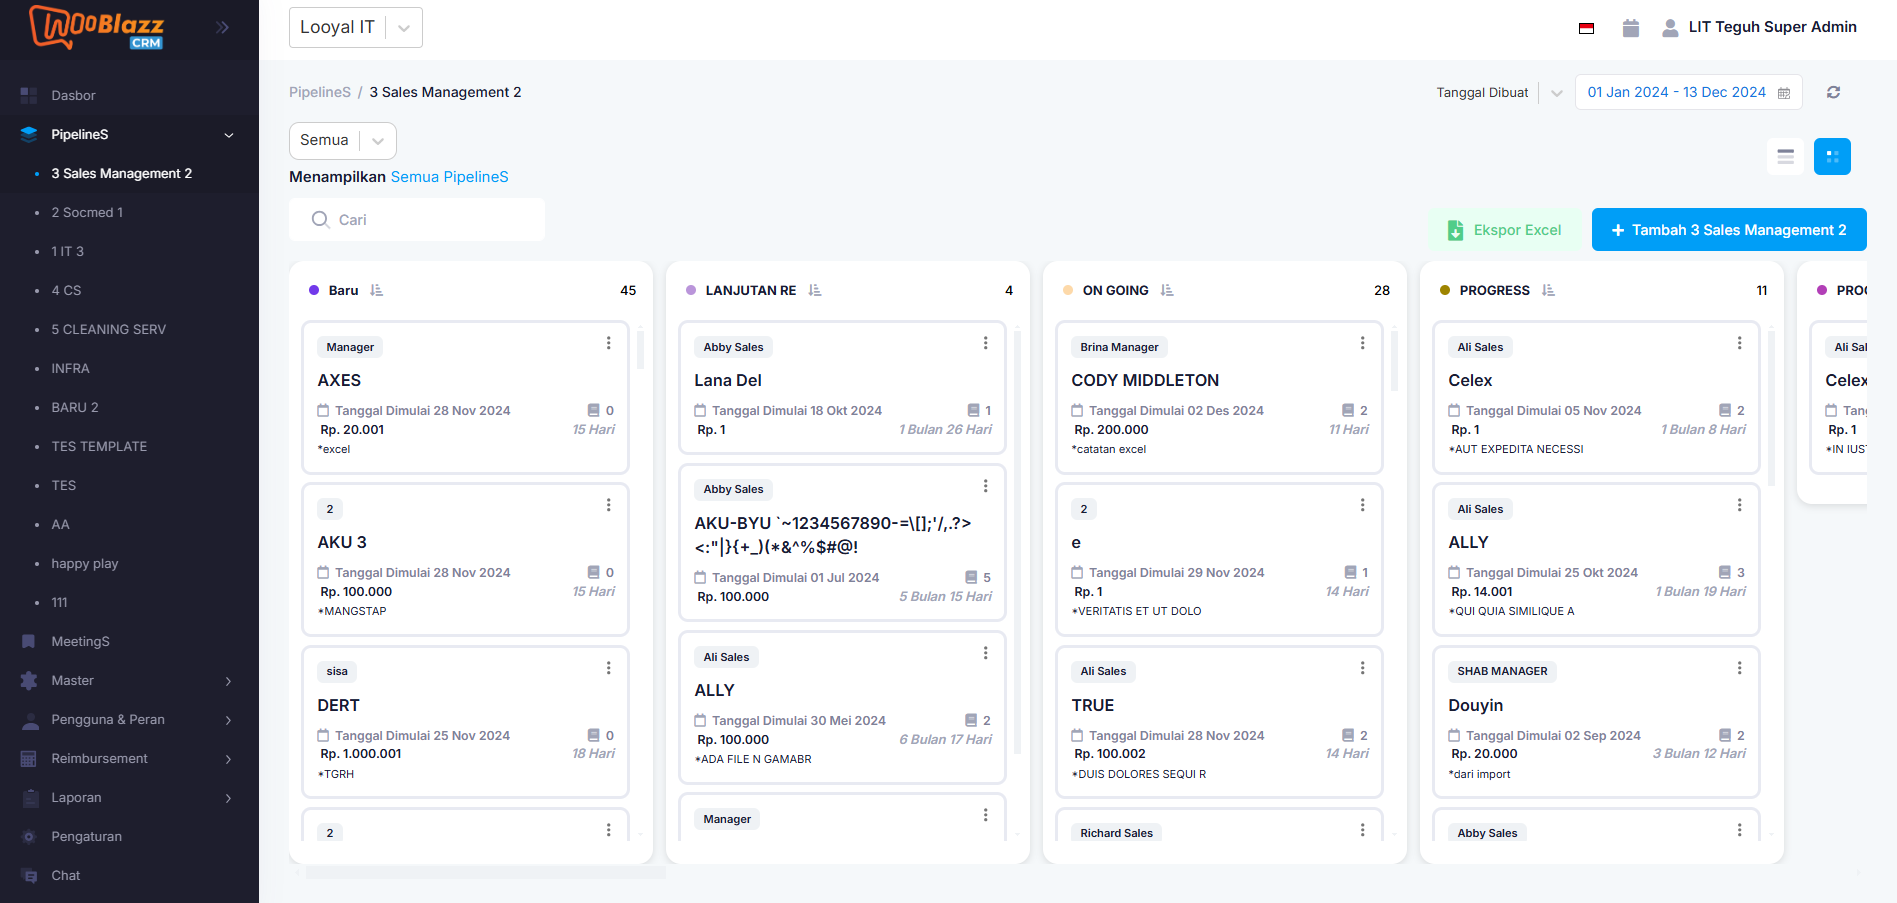 WooBlazz
CRM
Looyal IT
LIT Teguh Super Admin
Dasbor
PipelineS
3 Sales Management 2
2 Socmed 1
1 IT 3
4 CS
5 CLEANING SERV
INFRA
BARU 2
TES TEMPLATE
TES
AA
happy play
111
MeetingS
Master
Pengguna & Peran
Reimbursement
Laporan
Pengaturan
Chat
PipelineS / 3 Sales Management 2
Tanggal Dibuat
01 Jan 2024 - 13 Dec 2024
Semua
Menampilkan Semua PipelineS
Cari
Ekspor Excel
+ Tambah 3 Sales Management 2
Baru 45
Manager
AXES
Tanggal Dimulai 28 Nov 2024 0
Rp. 20.001 15 Hari
*excel
2
AKU 3
Tanggal Dimulai 28 Nov 2024 0
Rp. 100.000 15 Hari
*MANGSTAP
sisa
DERT
Tanggal Dimulai 25 Nov 2024 0
Rp. 1.000.001 18 Hari
*TGRH
2
LANJUTAN RE 4
Abby Sales
Lana Del
Tanggal Dimulai 18 Okt 2024 1
Rp. 1 1 Bulan 26 Hari
Abby Sales
AKU-BYU `~1234567890-=\[];'/,.?>
<:"|}{+_)(*&^%$#@!
Tanggal Dimulai 01 Jul 2024 5
Rp. 100.000 5 Bulan 15 Hari
Ali Sales
ALLY
Tanggal Dimulai 30 Mei 2024 2
Rp. 100.000 6 Bulan 17 Hari
*ADA FILE N GAMABR
Manager
ON GOING 28
Brina Manager
CODY MIDDLETON
Tanggal Dimulai 02 Des 2024 2
Rp. 200.000 11 Hari
*catatan excel
2
e
Tanggal Dimulai 29 Nov 2024 1
Rp. 1 14 Hari
*VERITATIS ET UT DOLO
Ali Sales
TRUE
Tanggal Dimulai 28 Nov 2024 2
Rp. 100.002 14 Hari
*DUIS DOLORES SEQUI R
Richard Sales
PROGRESS 11
Ali Sales
Celex
Tanggal Dimulai 05 Nov 2024 2
Rp. 1 1 Bulan 8 Hari
*AUT EXPEDITA NECESSI
Ali Sales
ALLY
Tanggal Dimulai 25 Okt 2024 3
Rp. 14.001 1 Bulan 19 Hari
*QUI QUIA SIMILIQUE A
SHAB MANAGER
Douyin
Tanggal Dimulai 02 Sep 2024 2
Rp. 20.000 3 Bulan 12 Hari
*dari import
Abby Sales
PROG
Ali Sal
Celex
Tang
Rp. 1
*IN IUST